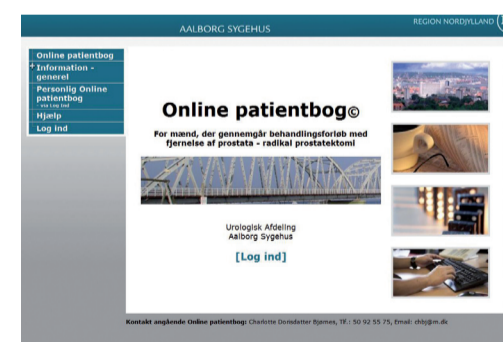 AALBORG SYGEHUS
REGION NORDJYLLAND
Online patientbog
+ Information -
generel
Personlig Online
patientbog
- via Log ind
Hjælp
Log ind
Online patientbog©
For mænd, der gennemgår behandlingsforløb med
fjernelse af prostata - radikal prostatektomi
Urologisk Afdeling
Aalborg Sygehus
[Log ind]
Kontakt angående Online patientbog: Charlotte Dorisdatter Bjørnes, Tlf.: 50 92 55 75, Email: chbj@rn.dk